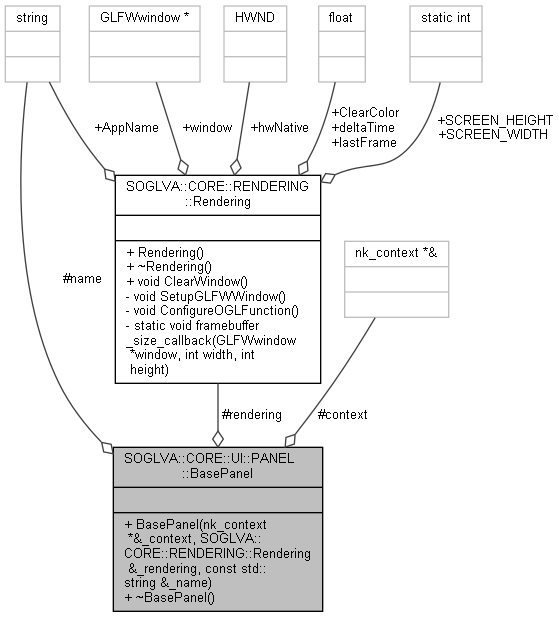 string
GLFWwindow *
HWND
float
static int
+AppName
+window
+hwNative
+ClearColor
+deltaTime
+lastFrame
+SCREEN_HEIGHT
+SCREEN_WIDTH
SOGLVA::CORE::RENDERING
::Rendering
+ Rendering()
+ ~Rendering()
+ void ClearWindow()
- void SetupGLFWWindow()
- void ConfigureOGLFunction()
- static void framebuffer
_size_callback(GLFWwindow
*window, int width, int
height)
nk_context *&
#name
#rendering
#context
SOGLVA::CORE::UI::PANEL
::BasePanel
+ BasePanel(nk_context
*&_context, SOGLVA::
CORE::RENDERING::Rendering
&_rendering, const std::
string &_name)
+ ~BasePanel()